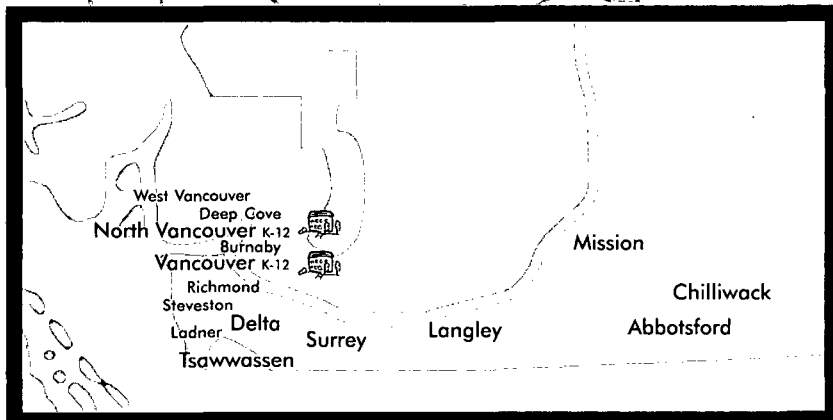 West Vancouver
Deep Cove
North Vancouver K-12
Burnaby
Vancouver K-12
Mission
Richmond
Chilliwack
Steveston
Ladner
Delta
Surrey
Langley
Abbotsford
Tsawwassen